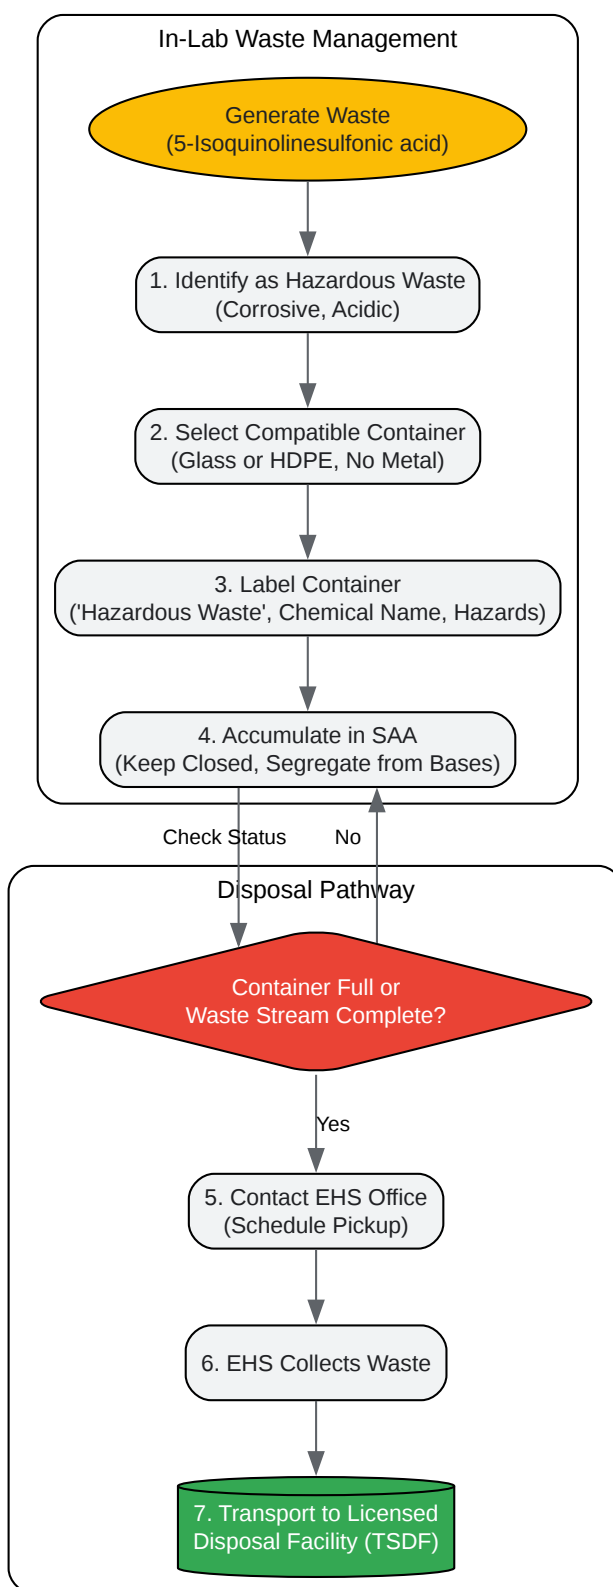 In-Lab Waste Management
Generate Waste
(5-Isoquinolinesulfonic acid)
1. Identify as Hazardous Waste
(Corrosive, Acidic)
2. Select Compatible Container
(Glass or HDPE, No Metal)
3. Label Container
('Hazardous Waste', Chemical Name, Hazards)
4. Accumulate in SAA
(Keep Closed, Segregate from Bases)
Check Status
No
Disposal Pathway
Container Full or
Waste Stream Complete?
Yes
5. Contact EHS Office
(Schedule Pickup)
6. EHS Collects Waste
7. Transport to Licensed
Disposal Facility (TSDF)